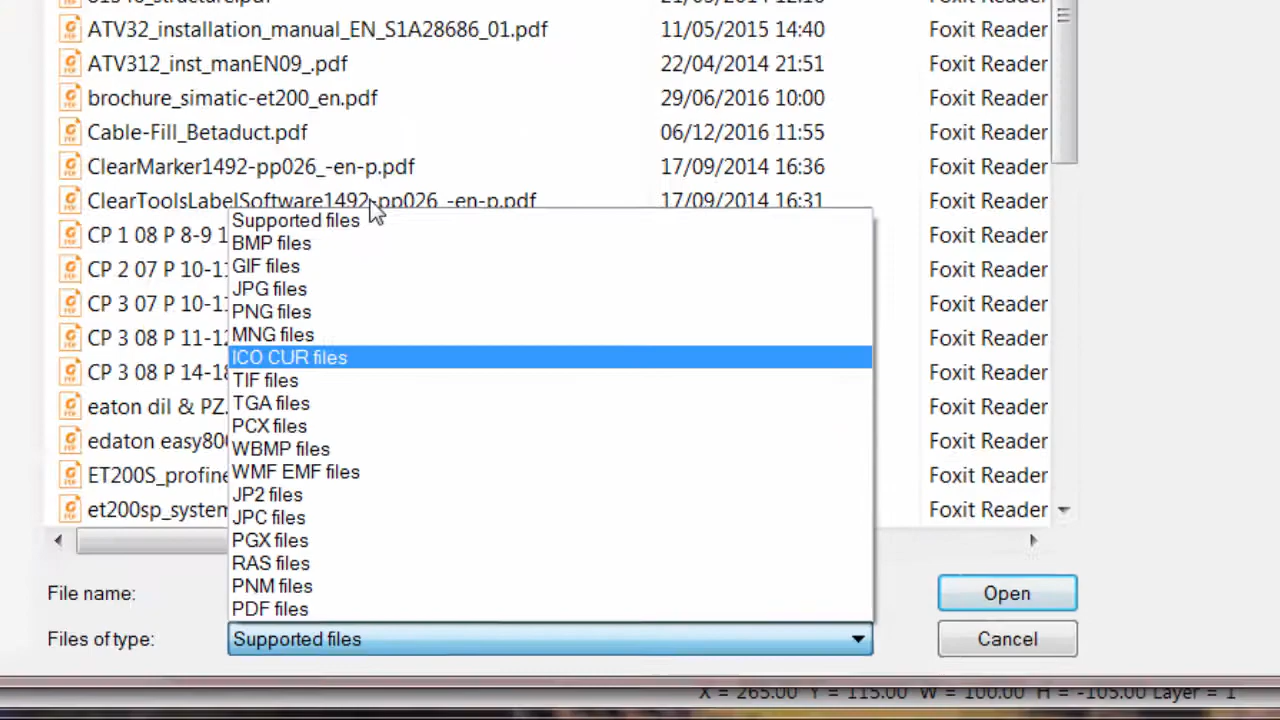 ATV32_installation_manual_EN_S1A28686_01.pdf 11/05/2015 14:40 Foxit Reader
ATV312_inst_manEN09_.pdf 22/04/2014 21:51 Foxit Reader
brochure_simatic-et200_en.pdf 29/06/2016 10:00 Foxit Reader
Cable-Fill_Betaduct.pdf 06/12/2016 11:55 Foxit Reader
ClearMarker1492-pp026_-en-p.pdf 17/09/2014 16:36 Foxit Reader
ClearToolsLabelSoftware1492-pp026_-en-p.pdf 17/09/2014 16:31 Foxit Reader
Supported files
CP 1 08 P 8-9 1 Foxit Reader
BMP files
GIF files
CP 2 07 P 10-1 Foxit Reader
JPG files
CP 3 07 P 10-1 Foxit Reader
PNG files
MNG files
CP 3 08 P 11-12 Foxit Reader
ICO CUR files
CP 3 08 P 14-18 Foxit Reader
TIF files
TGA files
eaton dil & PZ. Foxit Reader
PCX files
edaton easy80 Foxit Reader
WBMP files
WMF EMF files
ET200S_profine Foxit Reader
JP2 files
et200sp_system Foxit Reader
JPC files
PGX files
RAS files
PNM files
PDF files
File name: Open
Files of type: Supported files Cancel
X = 265.00 Y = 115.00 W = 100.00 H = -105.00 Layer = 1